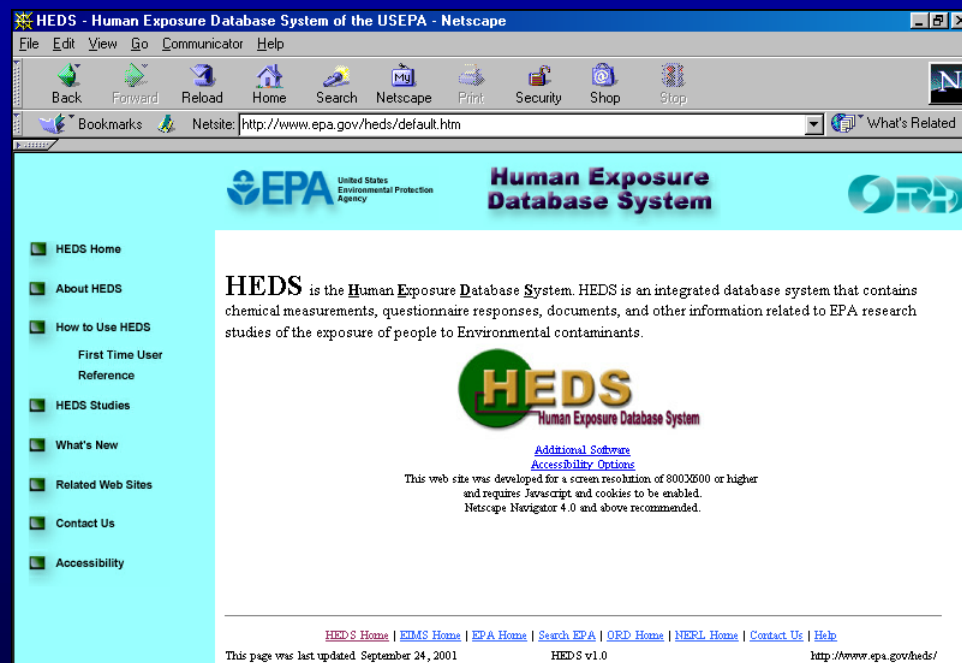 HEDS - Human Exposure Database System of the USEPA - Netscape
File Edit View Go Communicator Help
My
Back Forward Reload Home Search Netscape Print Security Shop Stop
N
Bookmarks Netsite: http://www.epa.gov/heds/default.htm What's Related
EPA United States
Environmental Protection
Agency
Human Exposure
Database System
ORD
HEDS Home
About HEDS
How to Use HEDS
First Time User
Reference
HEDS Studies
What's New
Related Web Sites
Contact Us
Accessibility
HEDS is the Human Exposure Database System. HEDS is an integrated database system that contains
chemical measurements, questionnaire responses, documents, and other information related to EPA research
studies of the exposure of people to Environmental contaminants.
HEDS
Human Exposure Database System
Additional Software
Accessibility Options
This web site was developed for a screen resolution of 800X600 or higher
and requires Javascript and cookies to be enabled.
Netscape Navigator 4.0 and above recommended.
HEDS Home | EIMS Home | EPA Home | Search EPA | ORD Home | NERL Home | Contact Us | Help
This page was last updated September 24, 2001 HEDS v1.0 http://www.epa.gov/heds/